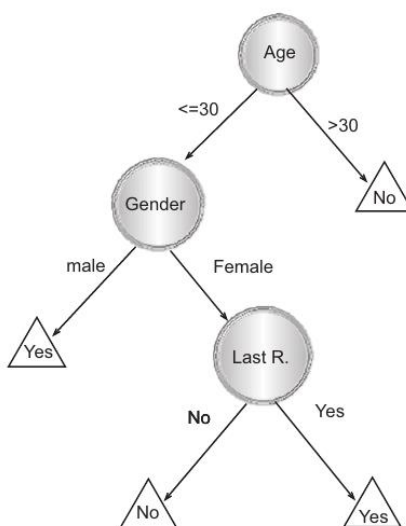 Age
<=30
>30
Gender
No
male
Female
Yes
Last R.
No
Yes
No
Yes